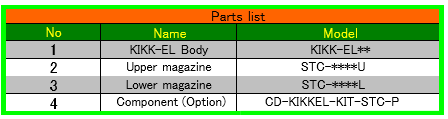 Parts list
No Name Model
1 KIKK-EL Body KIKK-EL**
2 Upper magazine STC-****U
3 Lower magazine STC-****L
4 Component (Option) CD-KIKKEL-KIT-STC-P